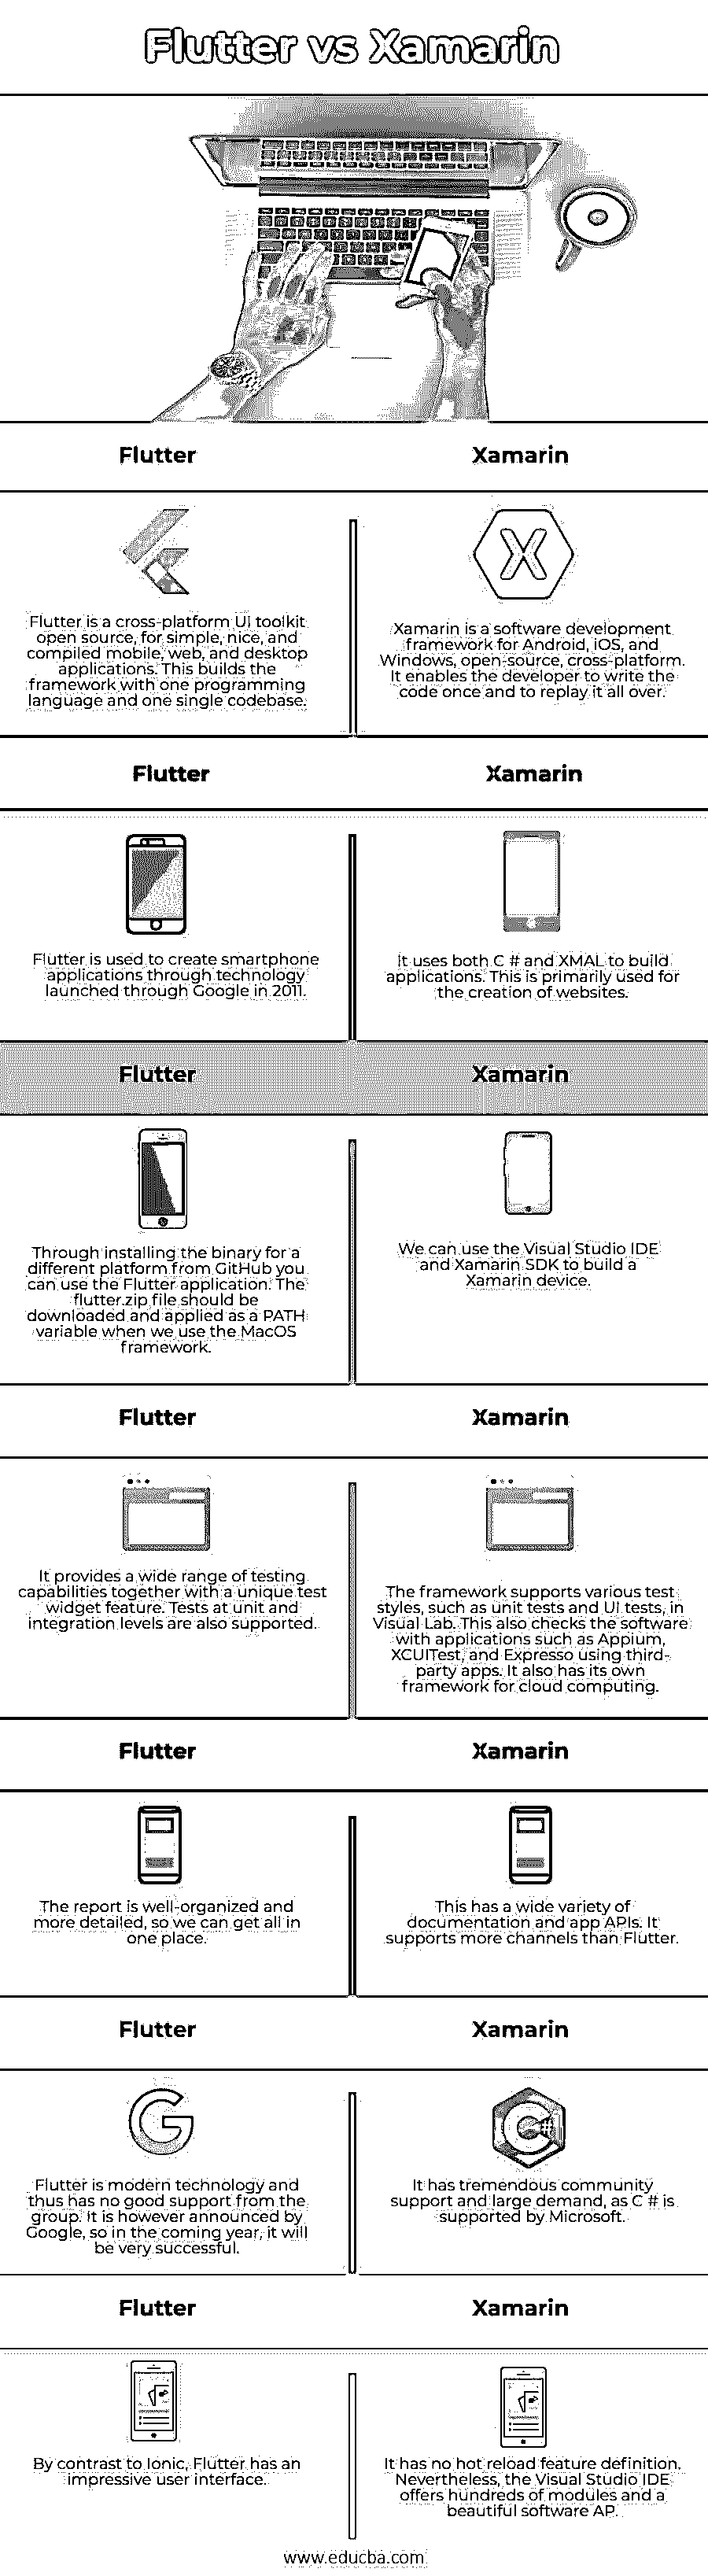 Flutter vs Xamarin
Flutter
Xamarin
Flutter is a cross-platform UI toolkit
open source, for simple, nice, and
compiled mobile, web, and desktop
applications. This builds the
framework with one programming
language and one single codebase.
Xamarin is a software development
framework for Android, iOS, and
Windows, open-source, cross-platform.
It enables the developer to write the
code once and to replay it all over.
Flutter
Xamarin
Flutter is used to create smartphone
applications through technology
launched through Google in 2011.
It uses both C # and XMAL to build
applications. This is primarily used for
the creation of websites.
Flutter
Xamarin
Through installing the binary for a
different platform from GitHub you
can use the Flutter application. The
flutter.zip file should be
downloaded and applied as a PATH
variable when we use the MacOS
framework.
We can use the Visual Studio IDE
and Xamarin SDK to build a
Xamarin device.
Flutter
Xamarin
It provides a wide range of testing
capabilities together with a unique test
widget feature. Tests at unit and
integration levels are also supported.
The framework supports various test
styles, such as unit tests and UI tests, in
Visual Lab. This also checks the software
with applications such as Appium,
XCUITest, and Expresso using third-
party apps. It also has its own
framework for cloud computing.
Flutter
Xamarin
The report is well-organized and
more detailed, so we can get all in
one place.
This has a wide variety of
documentation and app APIs. It
supports more channels than Flutter.
Flutter
Xamarin
Flutter is modern technology and
thus has no good support from the
group. It is however announced by
Google, so in the coming year, it will
be very successful.
It has tremendous community
support and large demand, as C # is
supported by Microsoft.
Flutter
Xamarin
By contrast to Ionic, Flutter has an
impressive user interface.
It has no hot reload feature definition.
Nevertheless, the Visual Studio IDE
offers hundreds of modules and a
beautiful software AP.
www.educba.com